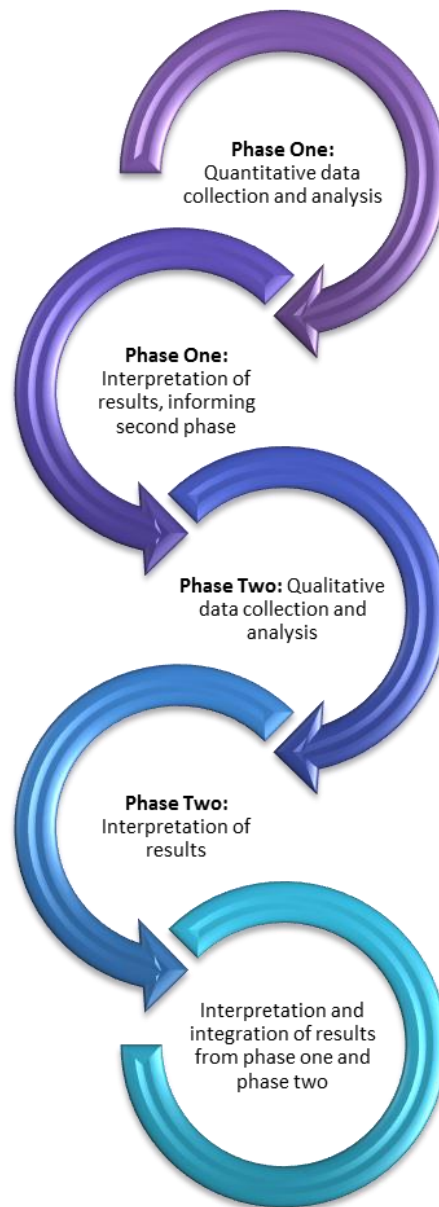 Phase One:
Quantitative data
collection and analysis
Phase One:
Interpretation of
results, informing
second phase
Phase Two: Qualitative
data collection and
analysis
Phase Two:
Interpretation of
results
Interpretation and
integration of results
from phase one and
phase two